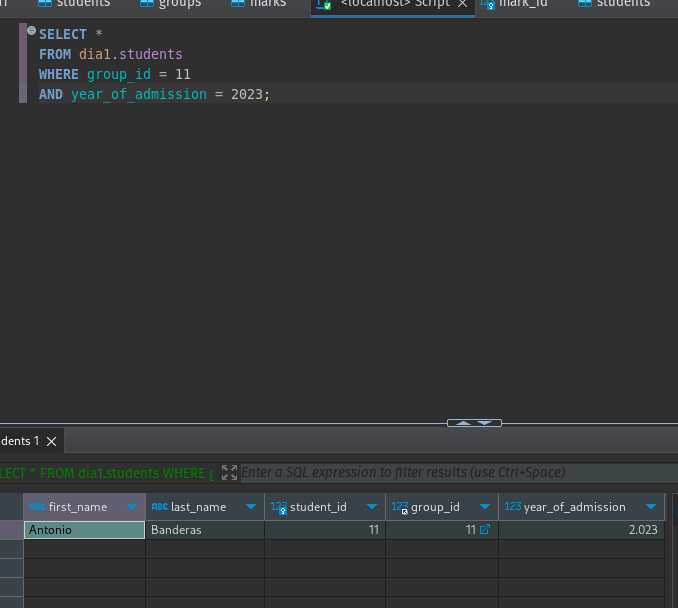 students groups marks <localhost> Script mark_id students
SELECT *
FROM dia1.students
WHERE group_id = 11
AND year_of_admission = 2023;
dents 1
LECT * FROM dia1.students WHERE g Enter a SQL expression to filter results (use Ctrl+Space)
ABC first_name ABC last_name 123 student_id 123 group_id 123 year_of_admission
Antonio Banderas 11 11 2.023